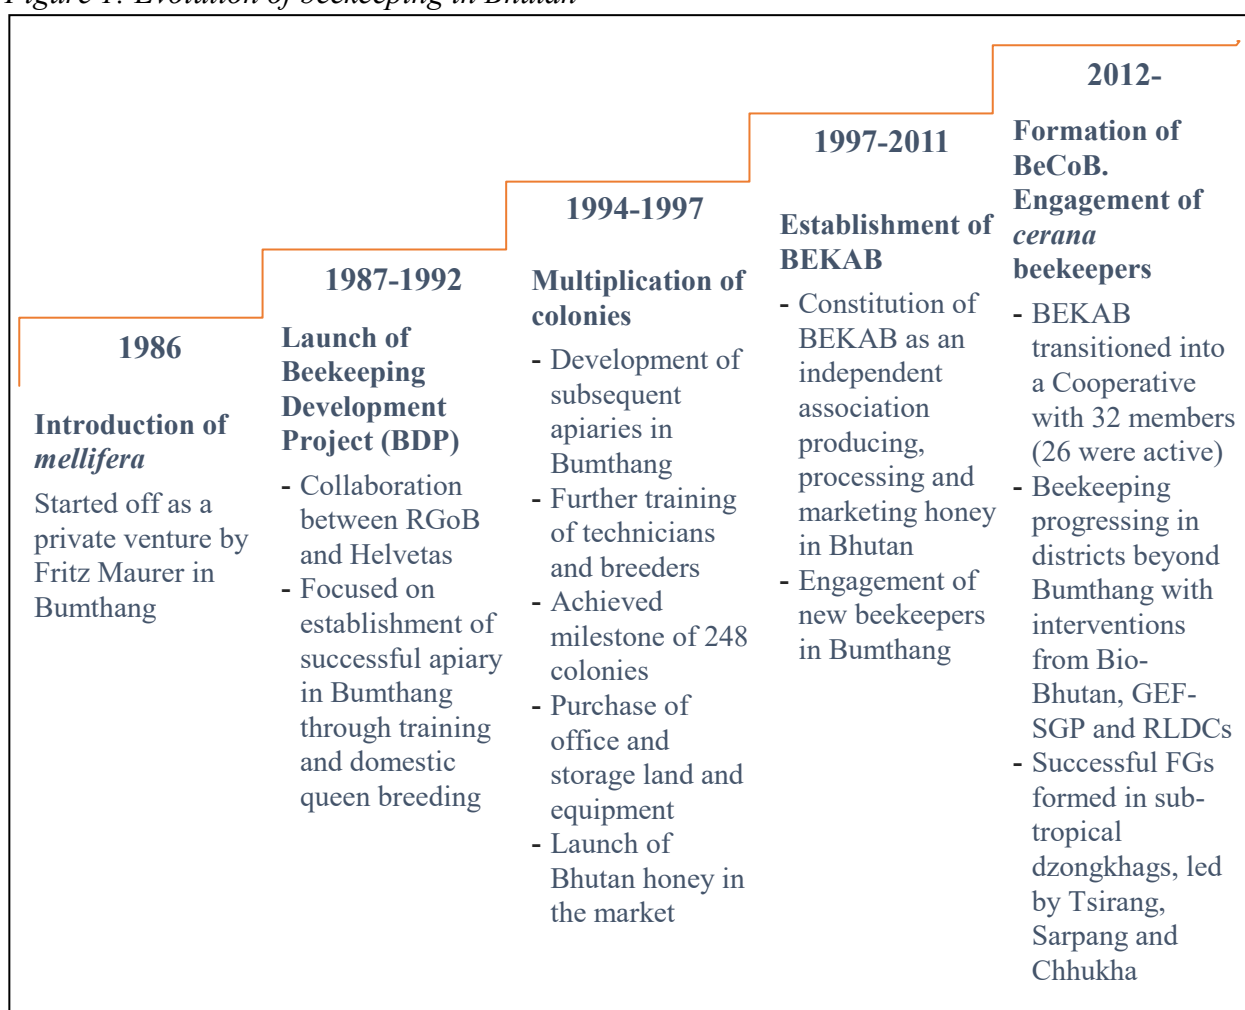 Figure 1: Evolution of beekeeping in Bhutan
1986
Introduction of
mellifera
Started off as a
private venture by
Fritz Maurer in
Bumthang
1987-1992
Launch of
Beekeeping
Development
Project (BDP)
- Collaboration
between RGoB
and Helvetas
- Focused on
establishment of
successful apiary
in Bumthang
through training
and domestic
queen breeding
1994-1997
Multiplication of
colonies
- Development of
subsequent
apiaries in
Bumthang
- Further training
of technicians
and breeders
- Achieved
milestone of 248
colonies
- Purchase of
office and
storage land and
equipment
- Launch of
Bhutan honey in
the market
1997-2011
Establishment of
BEKAB
- Constitution of
BEKAB as an
independent
association
producing,
processing and
marketing honey
in Bhutan
- Engagement of
new beekeepers
in Bumthang
2012-
Formation of
BeCoB.
Engagement of
cerana
beekeepers
- BEKAB
transitioned into
a Cooperative
with 32 members
(26 were active)
- Beekeeping
progressing in
districts beyond
Bumthang with
interventions
from Bio-
Bhutan, GEF-
SGP and RLDCs
- Successful FGs
formed in sub-
tropical
dzongkhags, led
by Tsirang,
Sarpang and
Chhukha